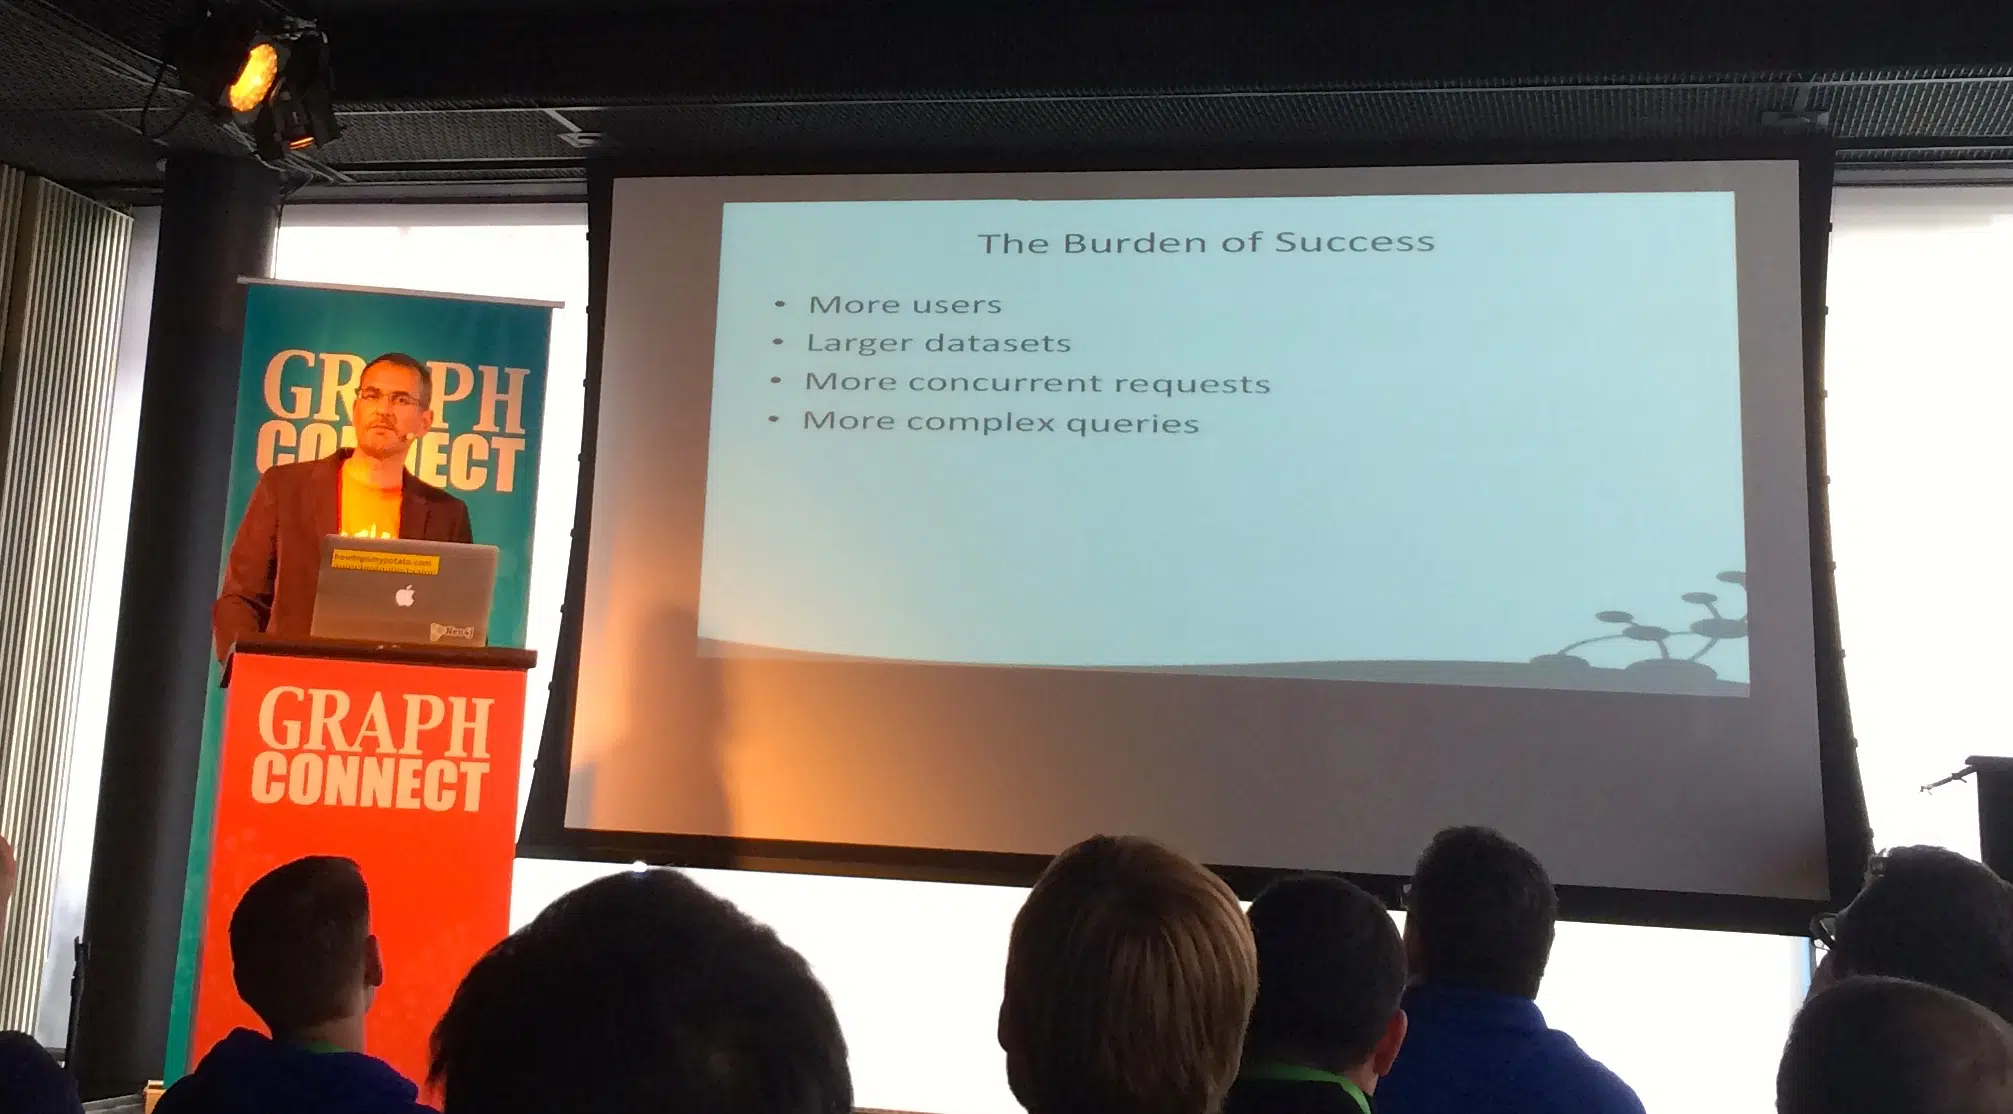 The Burden of Success
• More users
• Larger datasets
• More concurrent requests
• More complex queries
GRAPH
CONNECT
GRAPH
CONNECT